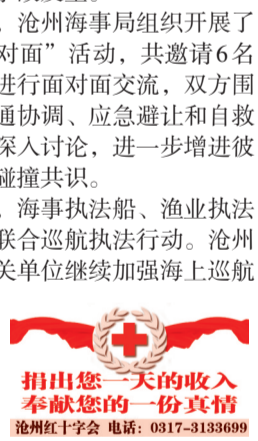 ，沧州海事局组织开展了
对面”活动，共邀请6名
进行面对面交流，双方围
通协调、应急避让和自救
深入讨论，进一步增进彼
碰撞共识。
，海事执法船、渔业执法
联合巡航执法行动。沧州
关单位继续加强海上巡航
捐出您一天的收入
奉献您的一份真情
沧州红十字会 电话：0317-3133699